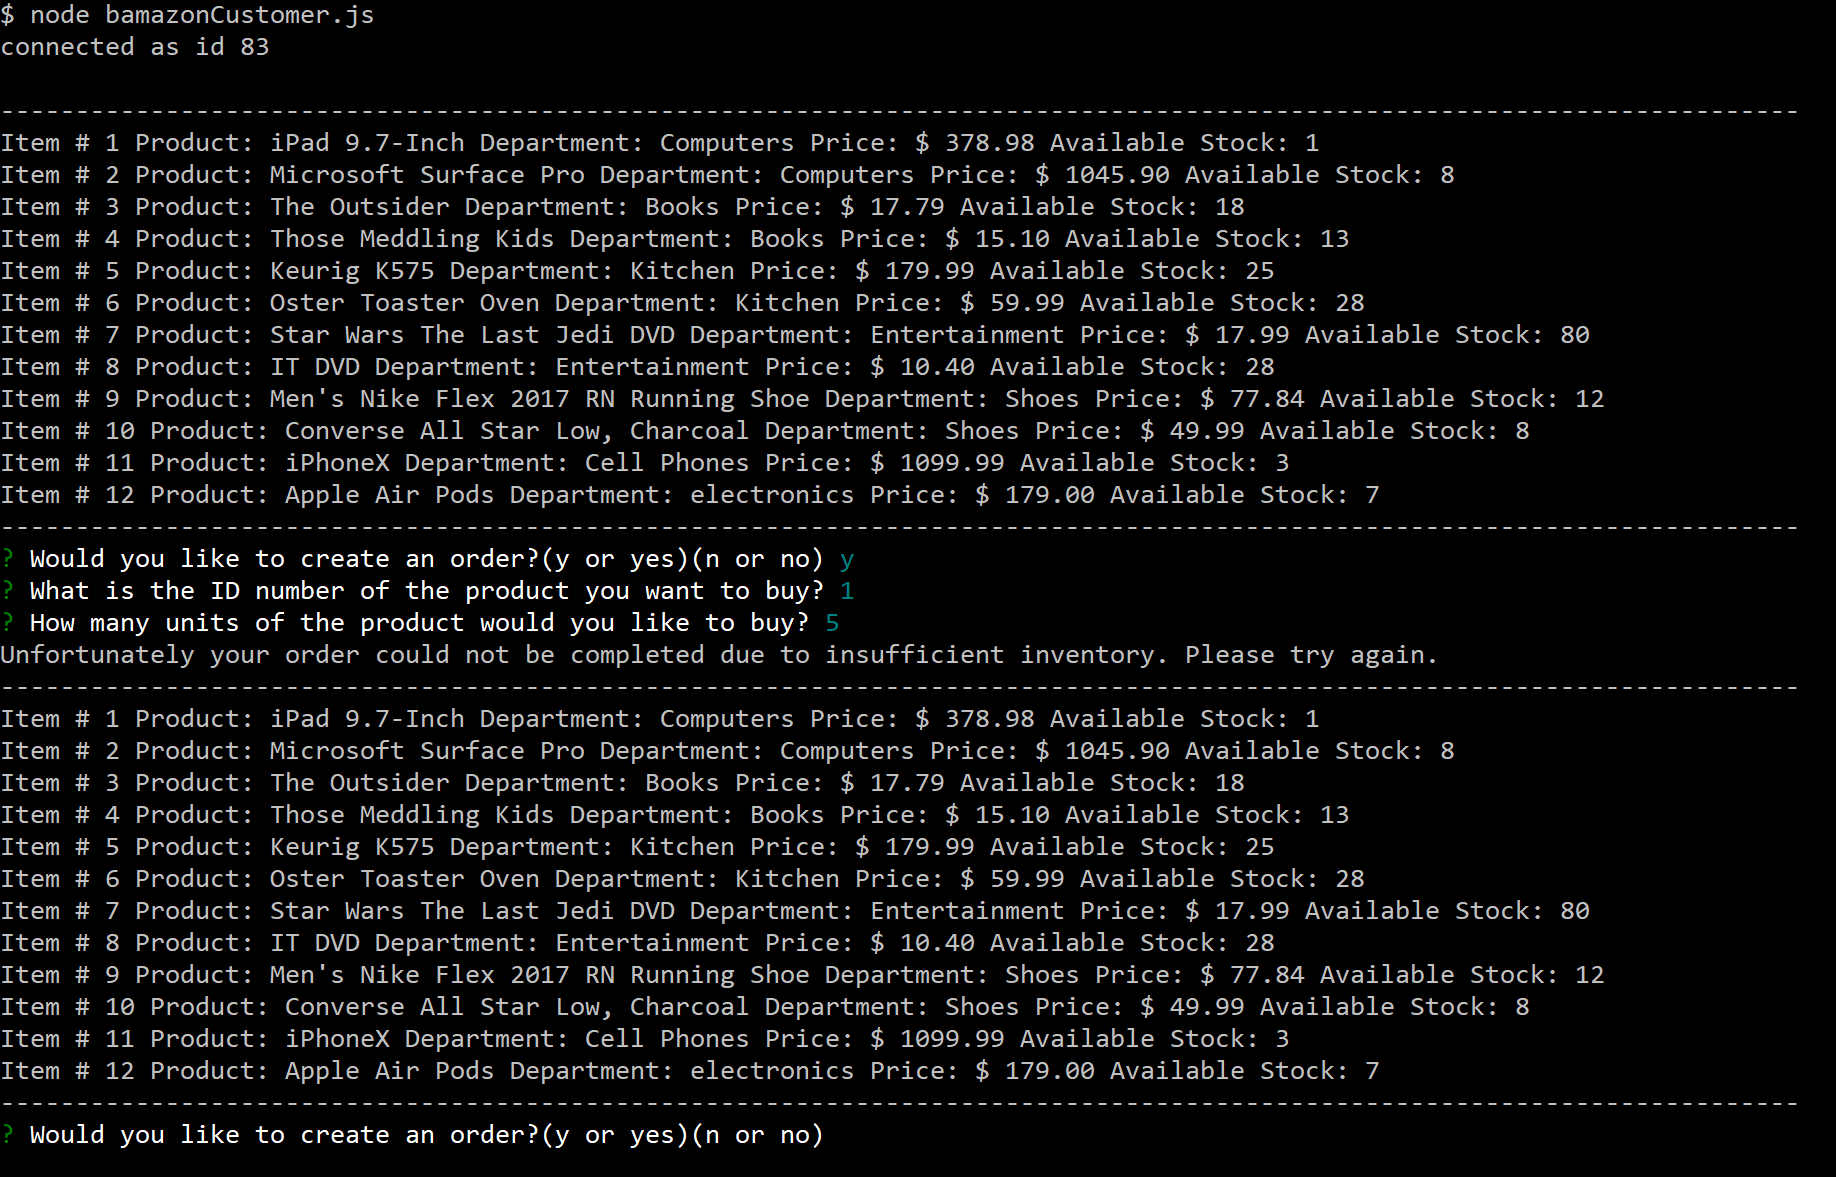 $ node bamazonCustomer.js
connected as id 83
------------------------------------------------------------------------------------------------------------------------
Item # 1 Product: iPad 9.7-Inch Department: Computers Price: $ 378.98 Available Stock: 1
Item # 2 Product: Microsoft Surface Pro Department: Computers Price: $ 1045.90 Available Stock: 8
Item # 3 Product: The Outsider Department: Books Price: $ 17.79 Available Stock: 18
Item # 4 Product: Those Meddling Kids Department: Books Price: $ 15.10 Available Stock: 13
Item # 5 Product: Keurig K575 Department: Kitchen Price: $ 179.99 Available Stock: 25
Item # 6 Product: Oster Toaster Oven Department: Kitchen Price: $ 59.99 Available Stock: 28
Item # 7 Product: Star Wars The Last Jedi DVD Department: Entertainment Price: $ 17.99 Available Stock: 80
Item # 8 Product: IT DVD Department: Entertainment Price: $ 10.40 Available Stock: 28
Item # 9 Product: Men's Nike Flex 2017 RN Running Shoe Department: Shoes Price: $ 77.84 Available Stock: 12
Item # 10 Product: Converse All Star Low, Charcoal Department: Shoes Price: $ 49.99 Available Stock: 8
Item # 11 Product: iPhoneX Department: Cell Phones Price: $ 1099.99 Available Stock: 3
Item # 12 Product: Apple Air Pods Department: electronics Price: $ 179.00 Available Stock: 7
------------------------------------------------------------------------------------------------------------------------
? Would you like to create an order?(y or yes)(n or no) y
? What is the ID number of the product you want to buy? 1
? How many units of the product would you like to buy? 5
Unfortunately your order could not be completed due to insufficient inventory. Please try again.
------------------------------------------------------------------------------------------------------------------------
Item # 1 Product: iPad 9.7-Inch Department: Computers Price: $ 378.98 Available Stock: 1
Item # 2 Product: Microsoft Surface Pro Department: Computers Price: $ 1045.90 Available Stock: 8
Item # 3 Product: The Outsider Department: Books Price: $ 17.79 Available Stock: 18
Item # 4 Product: Those Meddling Kids Department: Books Price: $ 15.10 Available Stock: 13
Item # 5 Product: Keurig K575 Department: Kitchen Price: $ 179.99 Available Stock: 25
Item # 6 Product: Oster Toaster Oven Department: Kitchen Price: $ 59.99 Available Stock: 28
Item # 7 Product: Star Wars The Last Jedi DVD Department: Entertainment Price: $ 17.99 Available Stock: 80
Item # 8 Product: IT DVD Department: Entertainment Price: $ 10.40 Available Stock: 28
Item # 9 Product: Men's Nike Flex 2017 RN Running Shoe Department: Shoes Price: $ 77.84 Available Stock: 12
Item # 10 Product: Converse All Star Low, Charcoal Department: Shoes Price: $ 49.99 Available Stock: 8
Item # 11 Product: iPhoneX Department: Cell Phones Price: $ 1099.99 Available Stock: 3
Item # 12 Product: Apple Air Pods Department: electronics Price: $ 179.00 Available Stock: 7
------------------------------------------------------------------------------------------------------------------------
? Would you like to create an order?(y or yes)(n or no)